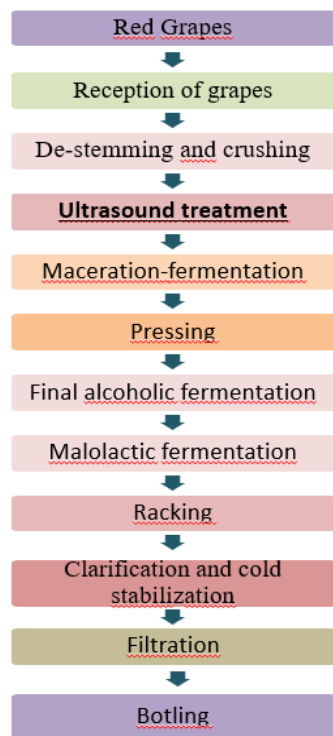 Red Grapes
Reception of grapes
De-stemming and crushing
Ultrasound treatment
Maceration-fermentation
Pressing
Final alcoholic fermentation
Malolactic fermentation
Racking
Clarification and cold
stabilization
Filtration
Botling